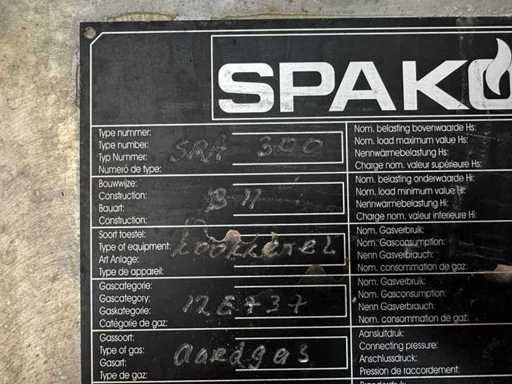 SPAKO
Type nummer:
Type number:
Typ Nummer:
Numéro de type:
SRA 300
Nom. belasting bovenwaarde Hs:
Nom. load maximum value Hs:
Nennwärmebelastung Hs:
Charge nom. valeur supérieure Hs:
Bouwwijze:
Construction:
Bauart:
Construction:
B 11
Nom. belasting onderwaarde Hi:
Nom. load minimum value Hi:
Nennwärmebelastung Hi:
Charge nom. valeur inferieure Hi:
Soort toestel:
Type of equipment:
Art Anlage:
Type de appareil:
kookketel
Nom. Gasverbruik:
Nom. Gasconsumption:
Nenn Gasverbrauch:
Nom. consommation de gaz:
Gascategorie:
Gascategory:
Gaskategorie:
Catégorie de gaz:
Nom. Gasverbruik:
Nom. Gasconsumption:
Nenn Gasverbrauch:
Nom. consommation de gaz:
Gassoort:
Type of gas:
Gasart:
Type de gaz:
aardgas
Aansluitdruk:
Connecting pressure:
Anschlussdruck:
Pression de raccordement: